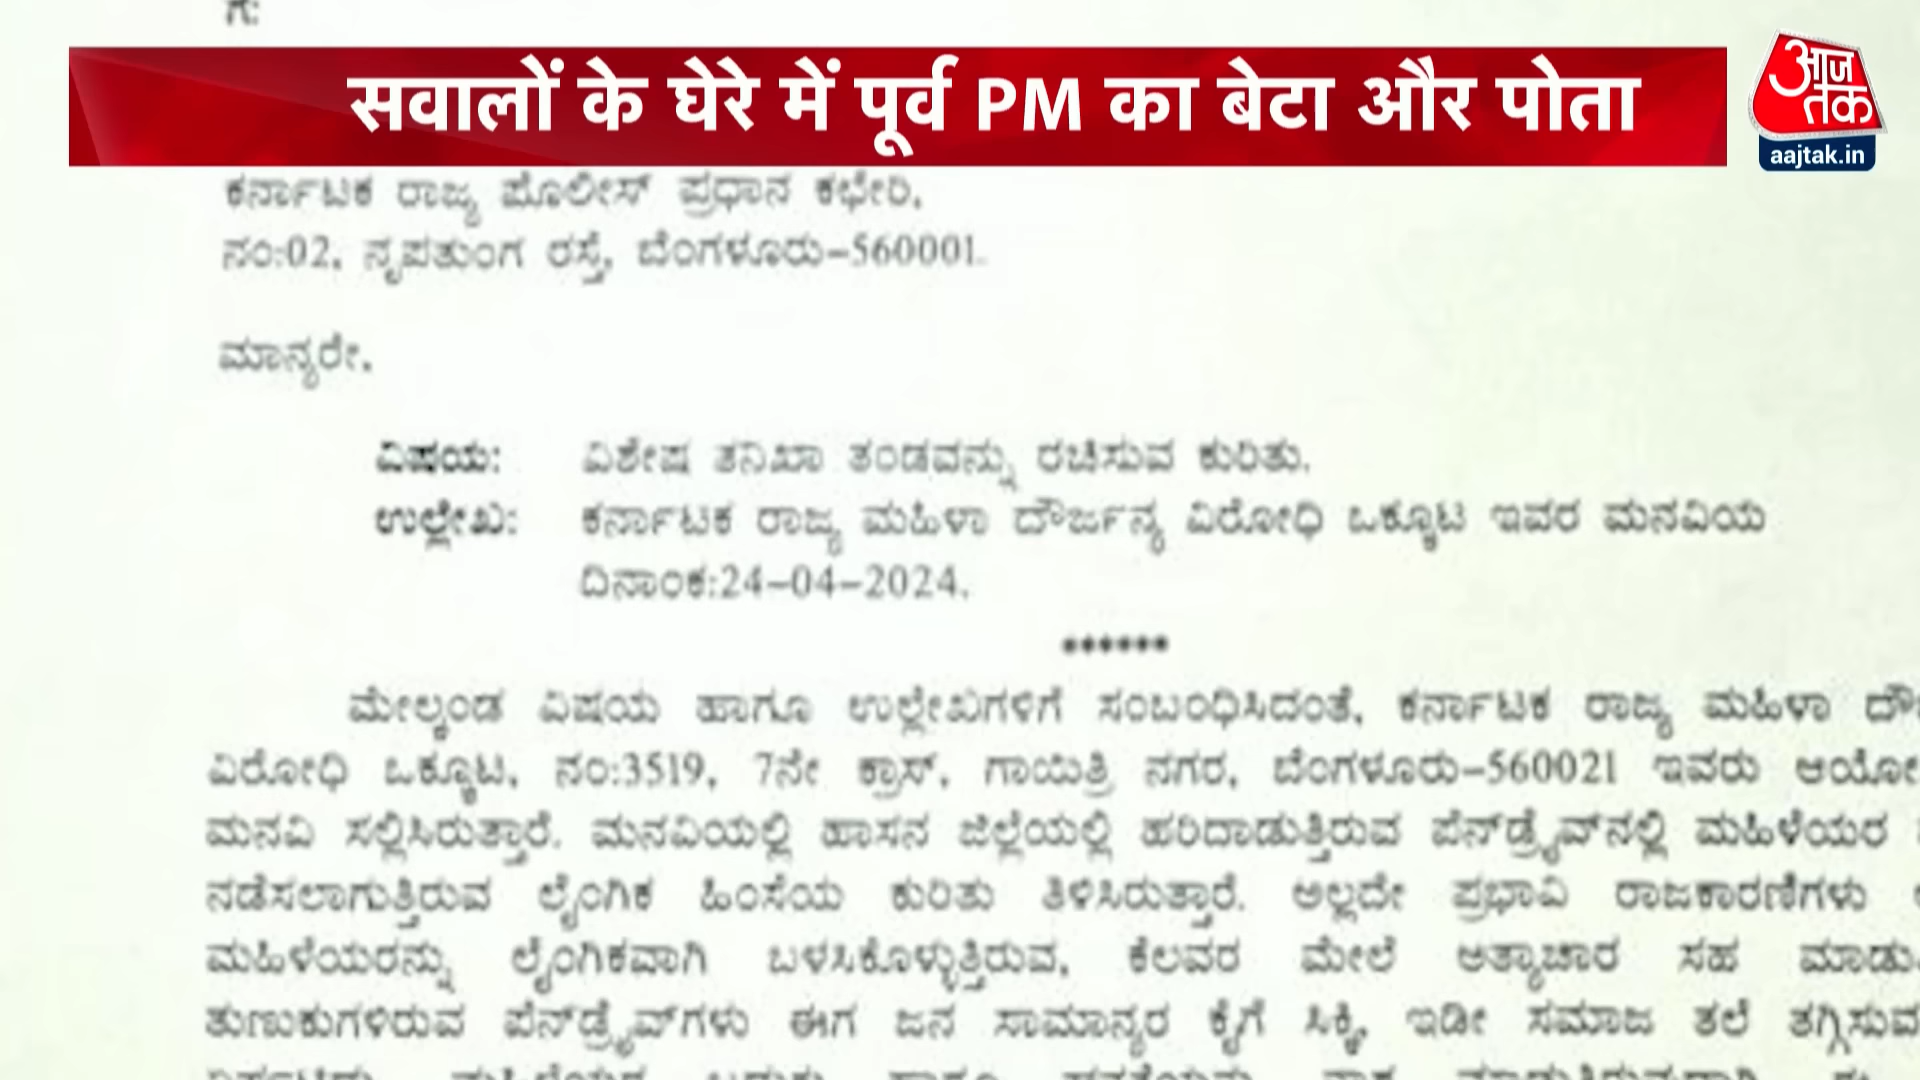 ಗೆ:
सवालों के घेरे में पूर्व PM का बेटा और पोता
आज तक
aajtak.in
ಕರ್ನಾಟಕ ರಾಜ್ಯ ಪೊಲೀಸ್ ಪ್ರಧಾನ ಕಛೇರಿ,
ನಂ:02, ನೃಪತುಂಗ ರಸ್ತೆ, ಬೆಂಗಳೂರು-560001.
ಮಾನ್ಯರೇ,
ವಿಷಯ: ವಿಶೇಷ ತನಿಖಾ ತಂಡವನ್ನು ರಚಿಸುವ ಕುರಿತು.
ಉಲ್ಲೇಖ: ಕರ್ನಾಟಕ ರಾಜ್ಯ ಮಹಿಳಾ ದೌರ್ಜನ್ಯ ವಿರೋಧಿ ಒಕ್ಕೂಟ ಇವರ ಮನವಿಯ
ದಿನಾಂಕ:24-04-2024.
******
ಮೇಲ್ಕಂಡ ವಿಷಯ ಹಾಗೂ ಉಲ್ಲೇಖಗಳಿಗೆ ಸಂಬಂಧಿಸಿದಂತೆ, ಕರ್ನಾಟಕ ರಾಜ್ಯ ಮಹಿಳಾ
ವಿರೋಧಿ ಒಕ್ಕೂಟ, ನಂ:3519, 7ನೇ ಕ್ರಾಸ್, ಗಾಯಿತ್ರಿ ನಗರ, ಬೆಂಗಳೂರು-560021 ಇವರು
ಮನವಿ ಸಲ್ಲಿಸಿರುತ್ತಾರೆ. ಮನವಿಯಲ್ಲಿ ಹಾಸನ ಜಿಲ್ಲೆಯಲ್ಲಿ ಹರಿದಾಡುತ್ತಿರುವ ಪೆನ್‌ಡ್ರೈವ್‌ನಲ್ಲಿ ಮಹಿಳೆಯರ
ನಡೆಸಲಾಗುತ್ತಿರುವ ಲೈಂಗಿಕ ಹಿಂಸೆಯ ಕುರಿತು ತಿಳಿಸಿರುತ್ತಾರೆ. ಅಲ್ಲದೇ ಪ್ರಭಾವಿ ರಾಜಕಾರಣಿಗಳು
ಮಹಿಳೆಯರನ್ನು ಲೈಂಗಿಕವಾಗಿ ಬಳಸಿಕೊಳ್ಳುತ್ತಿರುವ, ಕೆಲವರ ಮೇಲೆ ಅತ್ಯಾಚಾರ ಸಹ ಮಾಡು
ತುಣುಕುಗಳಿರುವ ಪೆನ್‌ಡ್ರೈವ್‌ಗಳು ಈಗ ಜನ ಸಾಮಾನ್ಯರ ಕೈಗೆ ಸಿಕ್ಕಿ, ಇಡೀ ಸಮಾಜ ತಲೆ ತಗ್ಗಿಸುವ